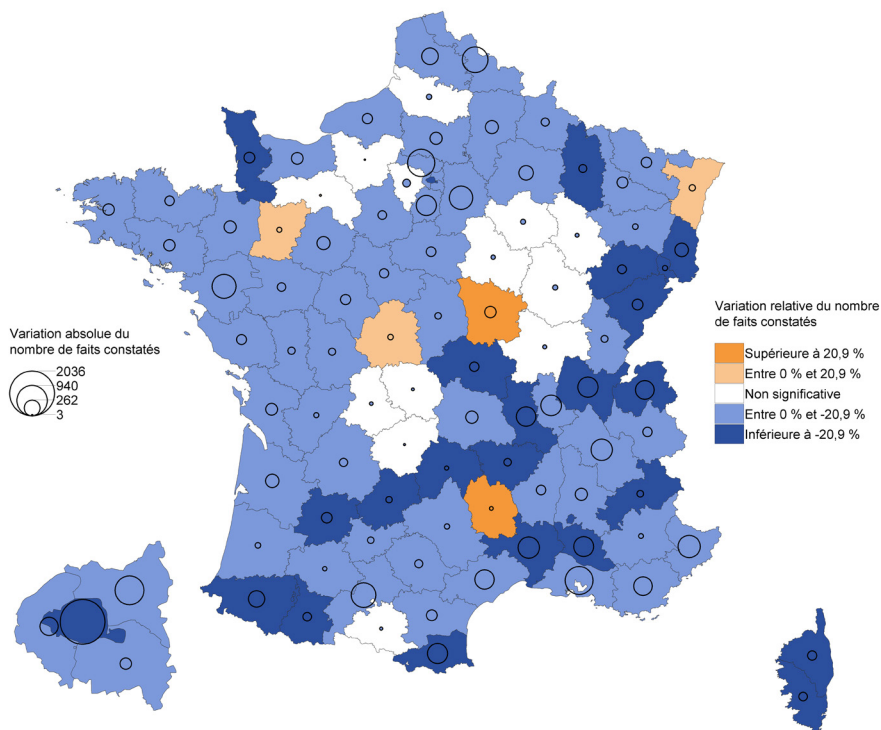 Variation absolue du
nombre de faits constatés
2036
940
262
3
Variation relative du nombre
de faits constatés
Supérieure à 20,9 %
Entre 0 % et 20,9 %
Non significative
Entre 0 % et -20,9 %
Inférieure à -20,9 %